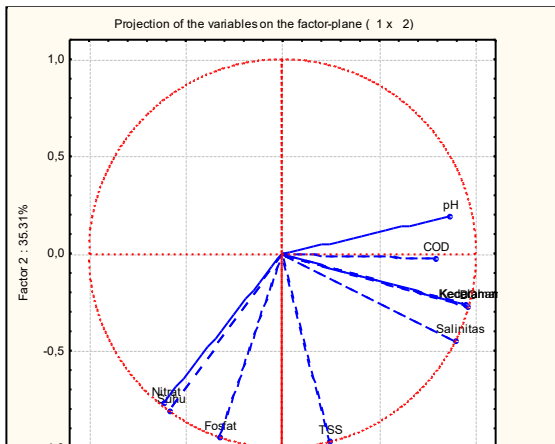 Projection of the variables on the factor-plane ( 1 x 2)
1,0
0,5
pH
Factor 2 : 35.31%
0,0
COD
Salinitas
-0,5
Nitrat
Suhu
Fosfat
TSS